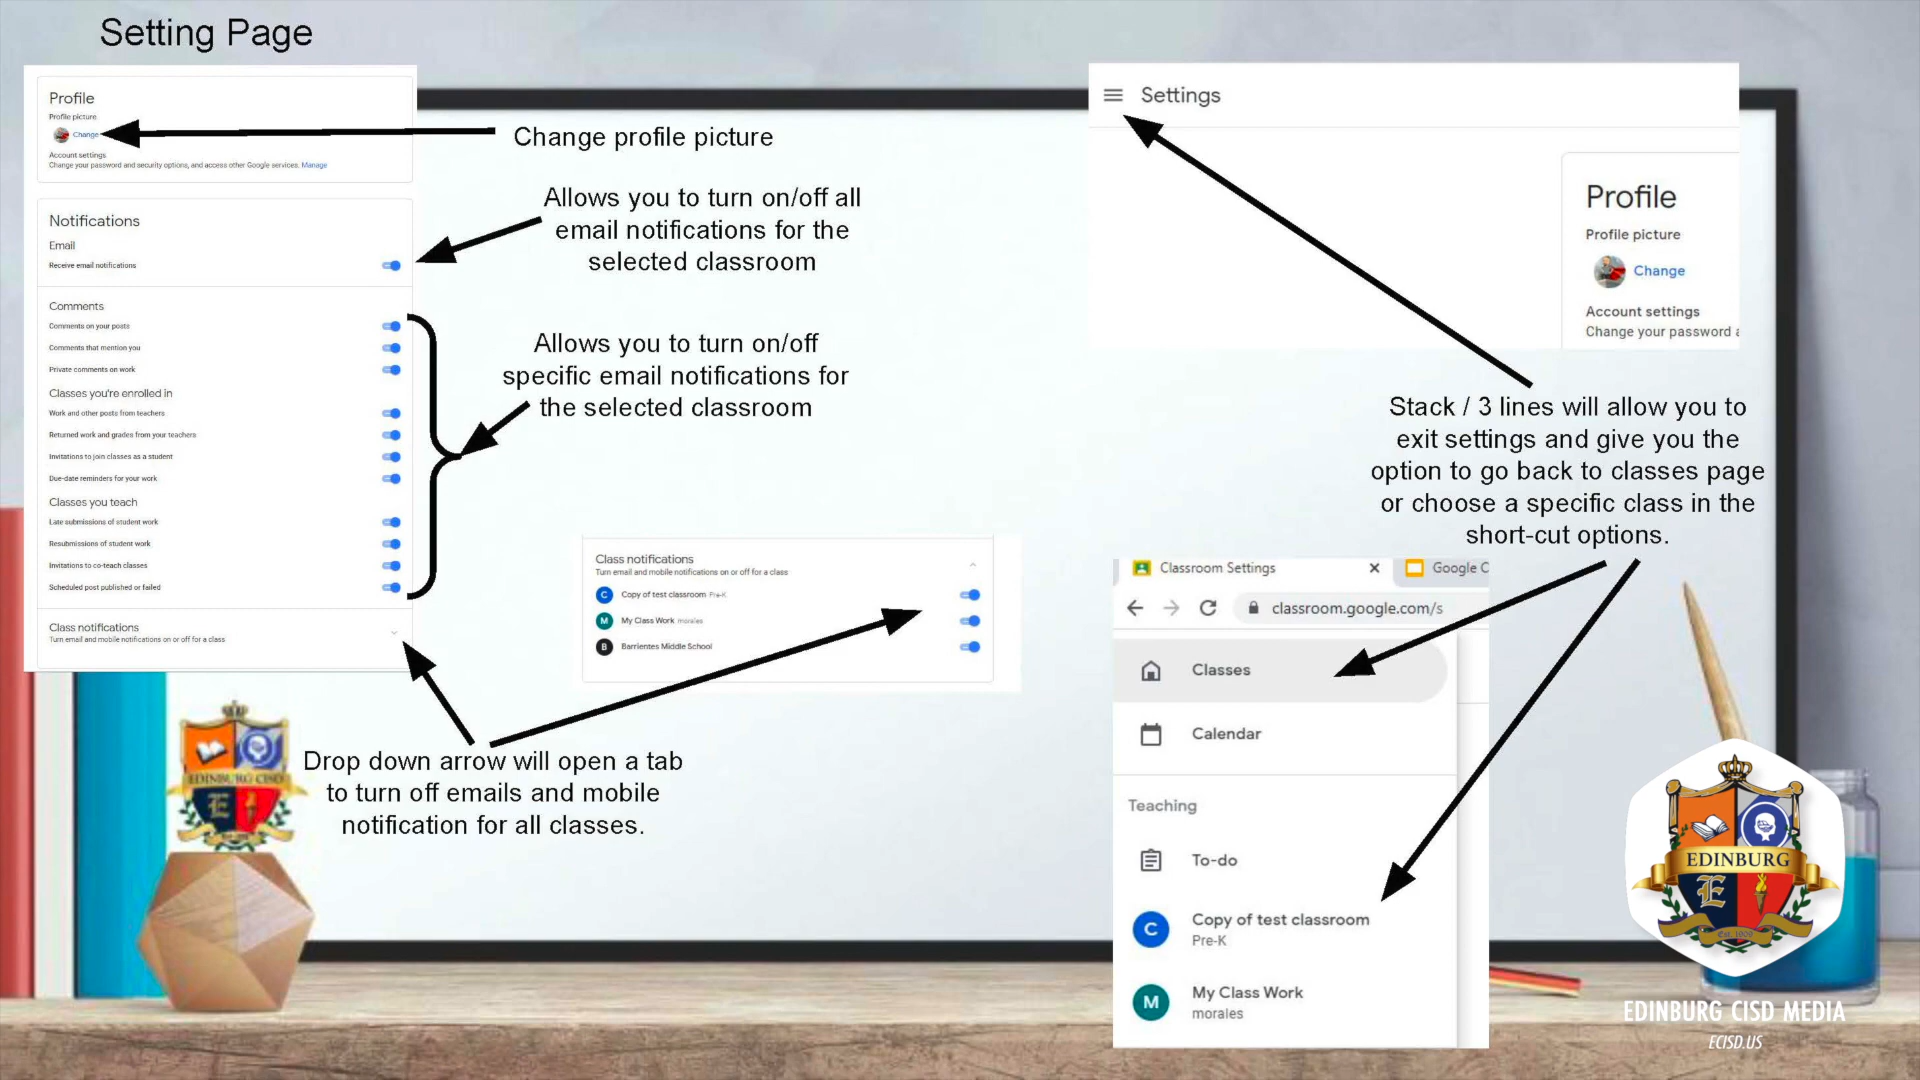 Setting Page
Profile
Profile picture
Change
Account settings
Change your password and security options, and access other Google services. Manage
Notifications
Email
Receive email notifications
Comments
Comments on your posts
Comments that mention you
Private comments on work
Classes you're enrolled in
Work and other posts from teachers
Returned work and grades from your teachers
Invitations to join classes as a student
Due-date reminders for your work
Classes you teach
Late submissions of student work
Resubmissions of student work
Invitations to co-teach classes
Scheduled post published or failed
Class notifications
Turn email and mobile notifications on or off for a class
Change profile picture
Allows you to turn on/off all
email notifications for the
selected classroom
Allows you to turn on/off
specific email notifications for
the selected classroom
Class notifications
Turn email and mobile notifications on or off for a class
C Copy of test classroom Pre-K
M My Class Work morales
B Barrientes Middle School
Drop down arrow will open a tab
to turn off emails and mobile
notification for all classes.
EDINBURG CISD
Settings
Profile
Profile picture
Change
Account settings
Change your password a
Stack / 3 lines will allow you to
exit settings and give you the
option to go back to classes page
or choose a specific class in the
short-cut options.
Classroom Settings
Google C
classroom.google.com/s
Classes
Calendar
Teaching
To-do
C Copy of test classroom
Pre-K
M My Class Work
morales
EDINBURG
E
Est. 1909
EDINBURG CISD MEDIA
ECISD.US